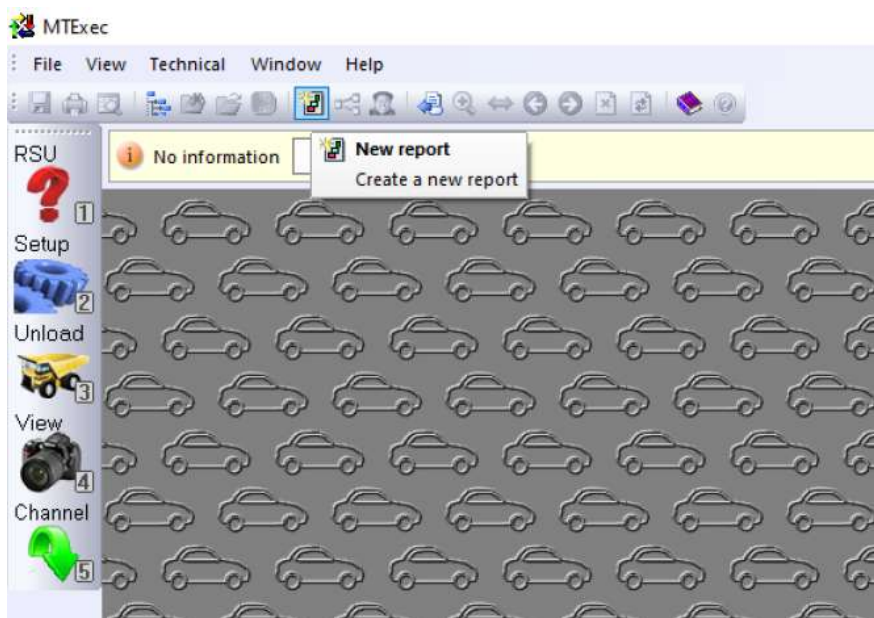 MTExec
File View Technical Window Help
No information
New report
Create a new report
RSU
1
Setup
2
Unload
3
View
4
Channel
5